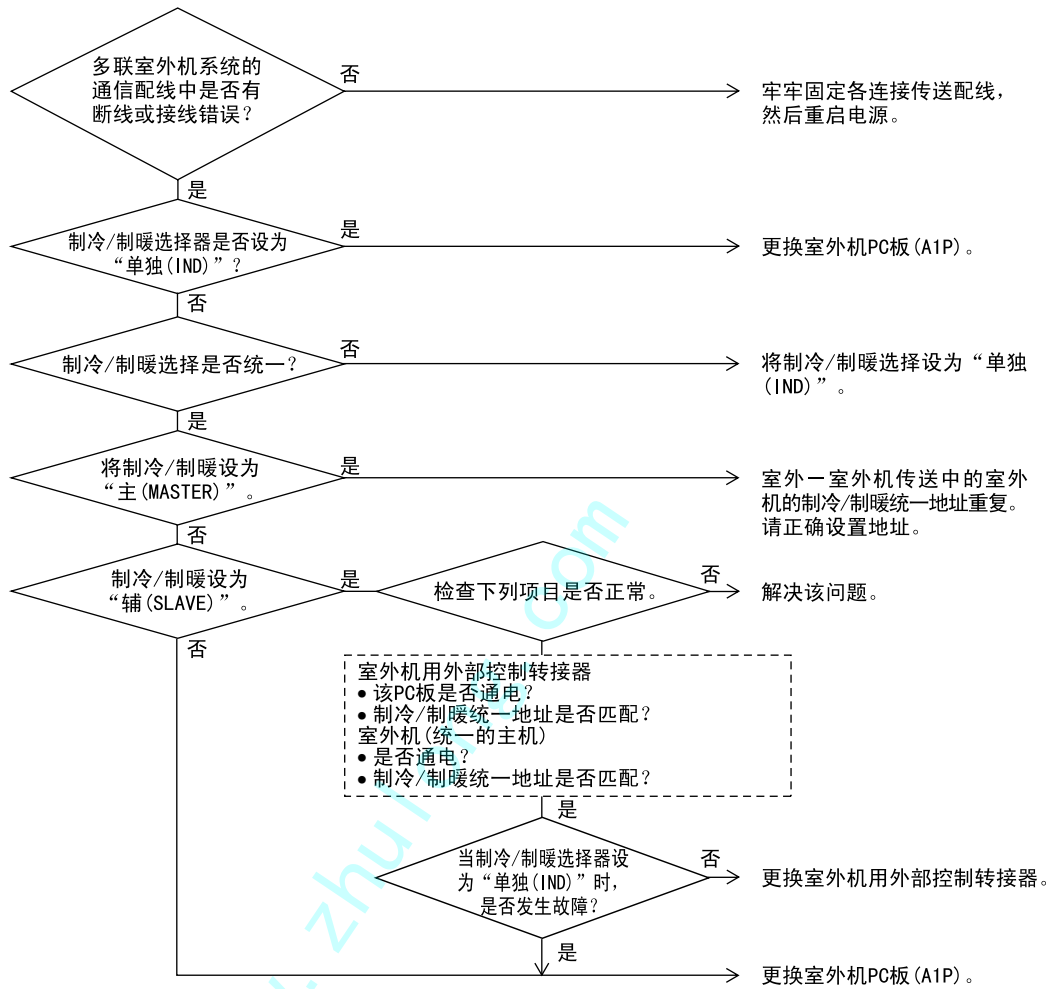 多联室外机系统的
通信配线中是否有
断线或接线错误？
否
牢牢固定各连接传送配线，
然后重启电源。
是
制冷/制暖选择器是否设为
“单独(IND)”？
是
更换室外机PC板(A1P)。
否
制冷/制暖选择是否统一？
否
将制冷/制暖选择设为“单独
(IND)”。
是
将制冷/制暖设为
“主(MASTER)”。
是
室外－室外机传送中的室外
机的制冷/制暖统一地址重复。
请正确设置地址。
否
制冷/制暖设为
“辅(SLAVE)”。
是
检查下列项目是否正常。
否
解决该问题。
否
室外机用外部控制转接器
●该PC板是否通电？
●制冷/制暖统一地址是否匹配？
室外机(统一的主机)
●是否通电？
●制冷/制暖统一地址是否匹配？
是
当制冷/制暖选择器设
为“单独(IND)”时，
是否发生故障？
否
更换室外机用外部控制转接器。
是
更换室外机PC板(A1P)。
zhulong.com